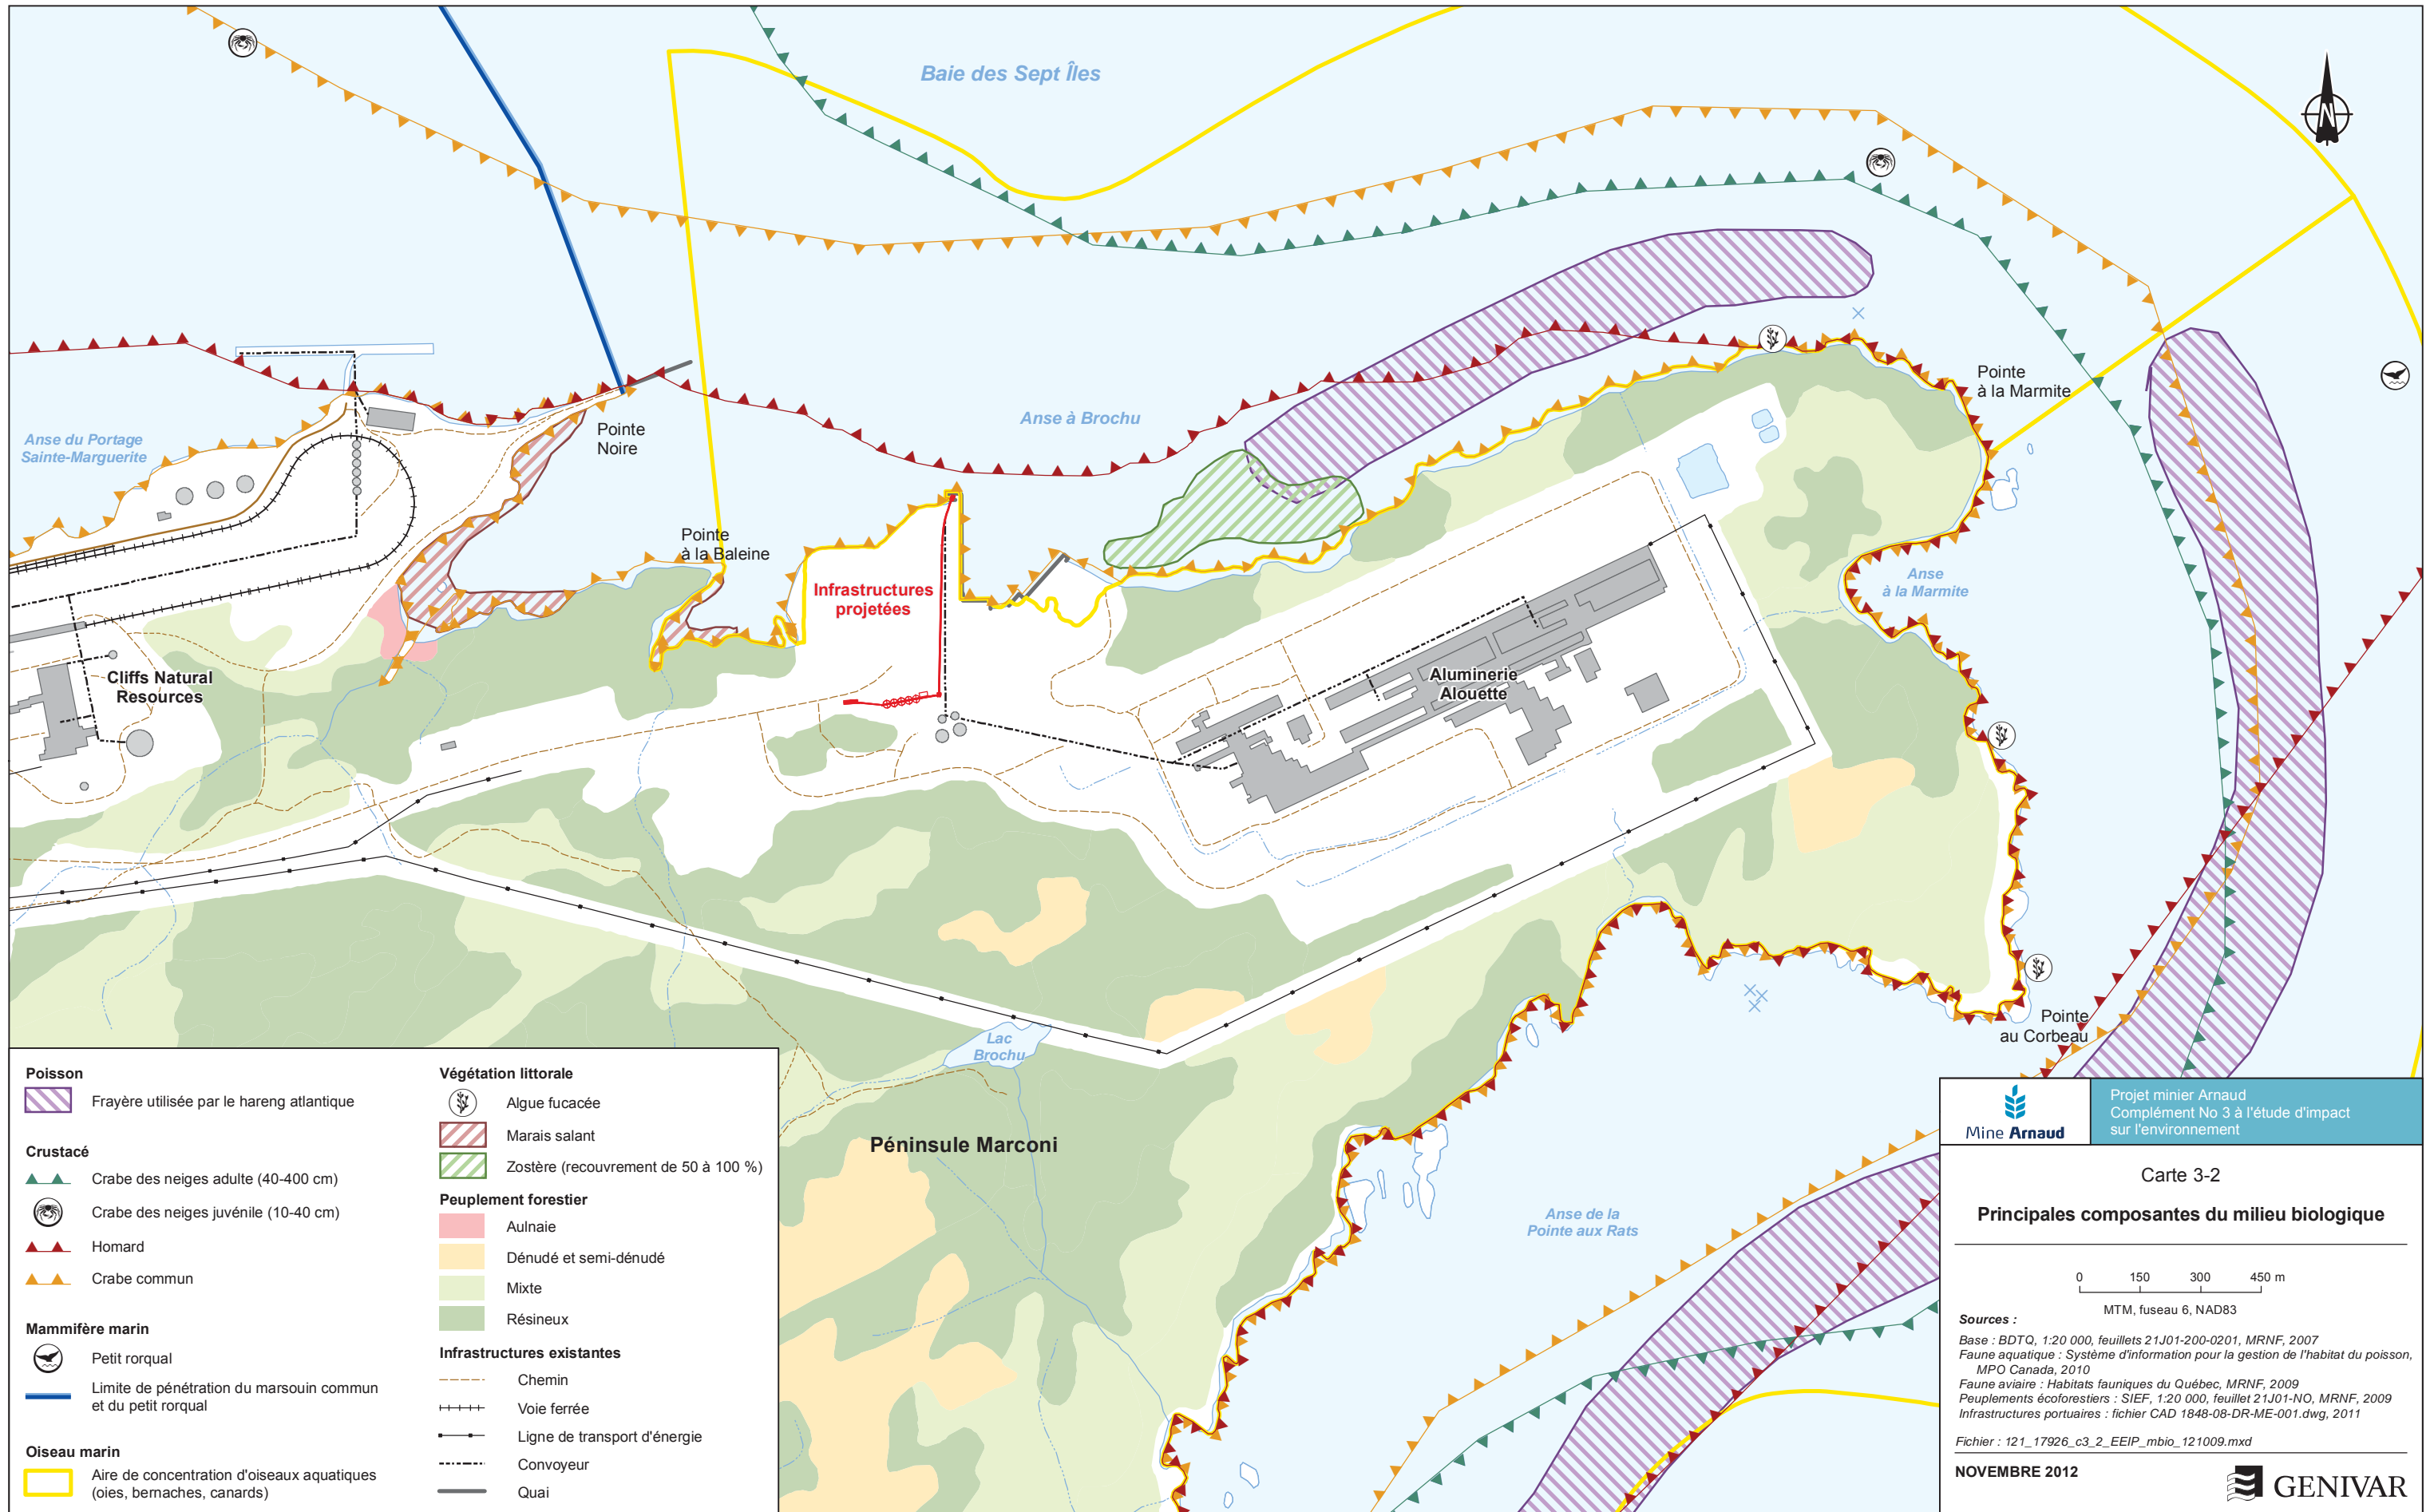 Baie des Sept Îles
N
Anse du Portage
Sainte-Marguerite
Pointe
Noire
Anse à Brochu
Pointe
à la Marmite
Pointe
à la Baleine
Infrastructures
projetées
Anse
à la Marmite
Cliffs Natural
Resources
Aluminerie
Alouette
Pointe
au Corbeau
Lac
Brochu
Péninsule Marconi
Anse de la
Pointe aux Rats
Poisson
Frayère utilisée par le hareng atlantique
Crustacé
Crabe des neiges adulte (40-400 cm)
Crabe des neiges juvénile (10-40 cm)
Homard
Crabe commun
Mammifère marin
Petit rorqual
Limite de pénétration du marsouin commun
et du petit rorqual
Oiseau marin
Aire de concentration d'oiseaux aquatiques
(oies, bernaches, canards)
Végétation littorale
Algue fucacée
Marais salant
Zostère (recouvrement de 50 à 100 %)
Peuplement forestier
Aulnaie
Dénudé et semi-dénudé
Mixte
Résineux
Infrastructures existantes
Chemin
Voie ferrée
Ligne de transport d'énergie
Convoyeur
Quai
Mine Arnaud
Projet minier Arnaud
Complément No 3 à l'étude d'impact
sur l'environnement
Carte 3-2
Principales composantes du milieu biologique
0 150 300 450 m
MTM, fuseau 6, NAD83
Sources :
Base : BDTQ, 1:20 000, feuillets 21J01-200-0201, MRNF, 2007
Faune aquatique : Système d'information pour la gestion de l'habitat du poisson,
MPO Canada, 2010
Faune aviaire : Habitats fauniques du Québec, MRNF, 2009
Peuplements écoforestiers : SIEF, 1:20 000, feuillet 21J01-NO, MRNF, 2009
Infrastructures portuaires : fichier CAD 1848-08-DR-ME-001.dwg, 2011
Fichier : 121_17926_c3_2_EEIP_mbio_121009.mxd
NOVEMBRE 2012
GENIVAR